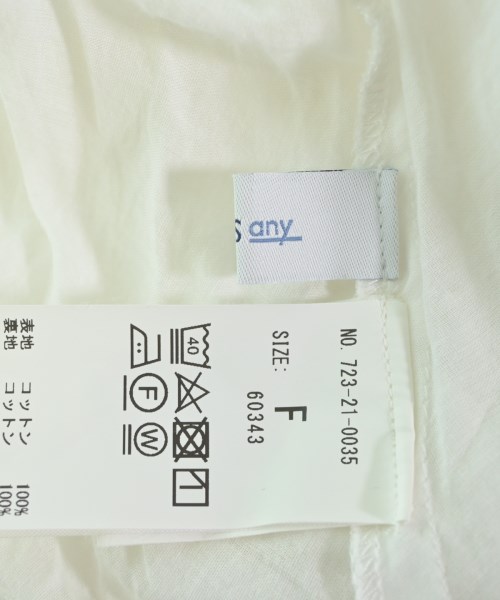 s any
NO. 723-21-0035
SIZE: F
60343
40
F
W
表地 コットン 100%
裏地 コットン 100%